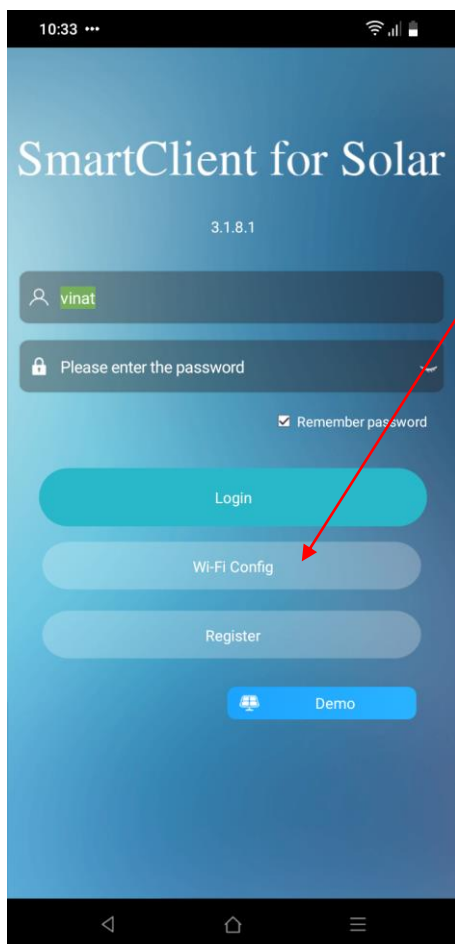 10:33 •••
SmartClient for Solar
3.1.8.1
vinat
Please enter the password
Remember password
Login
Wi-Fi Config
Register
Demo